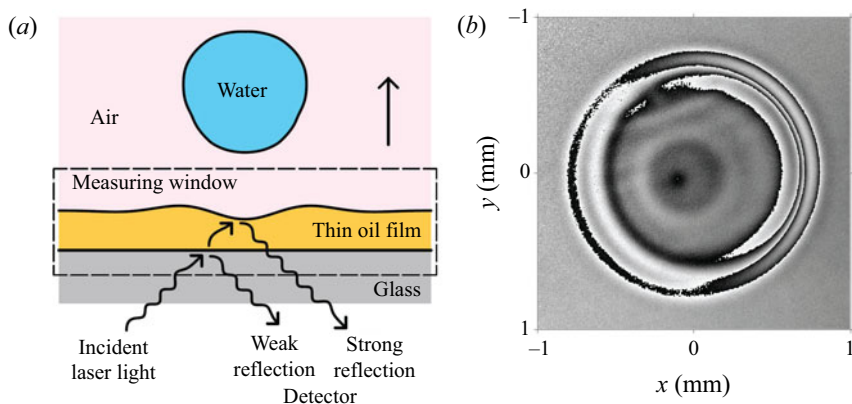 (a)
Water
Air
Measuring window
Thin oil film
Glass
Incident
laser light
Weak
reflection
Strong
reflection
Detector
(b)
–1
0
1
y (mm)
–1
0
1
x (mm)